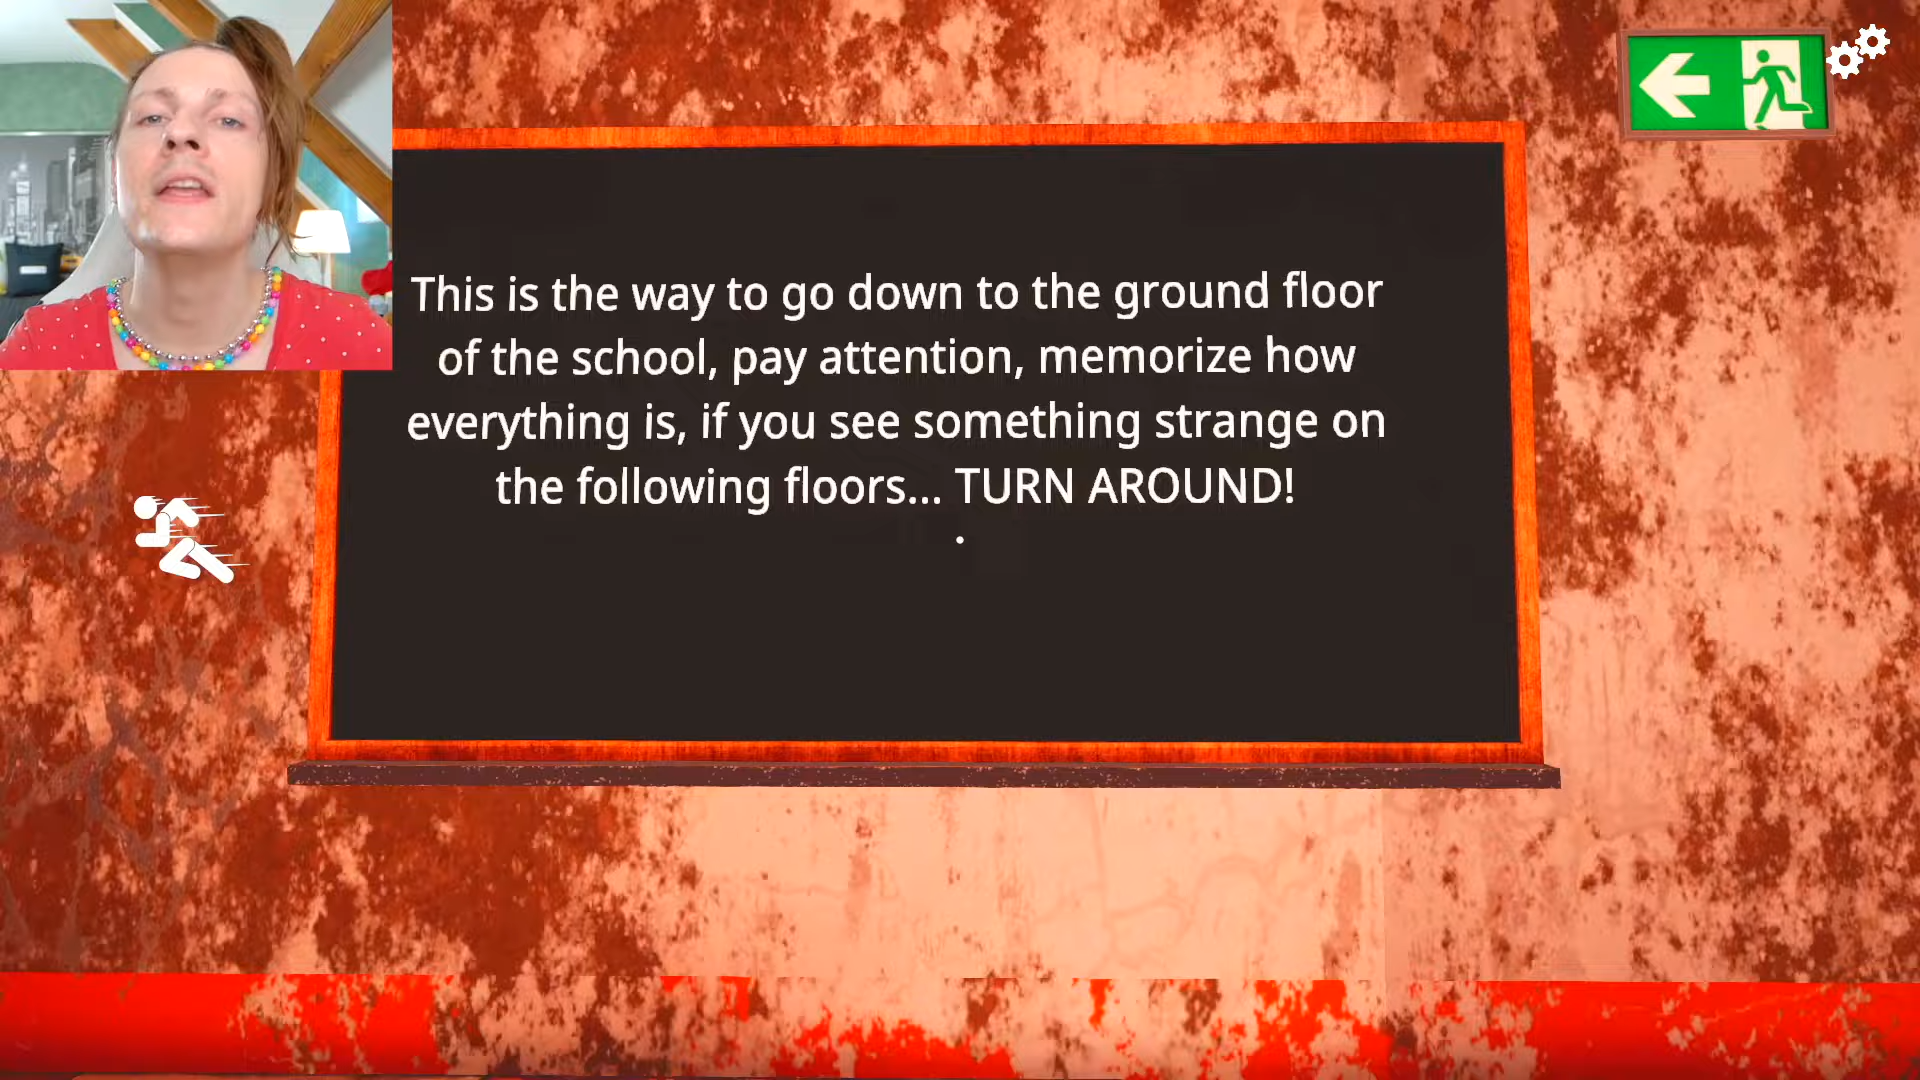 This is the way to go down to the ground floor
of the school, pay attention, memorize how
everything is, if you see something strange on
the following floors... TURN AROUND!